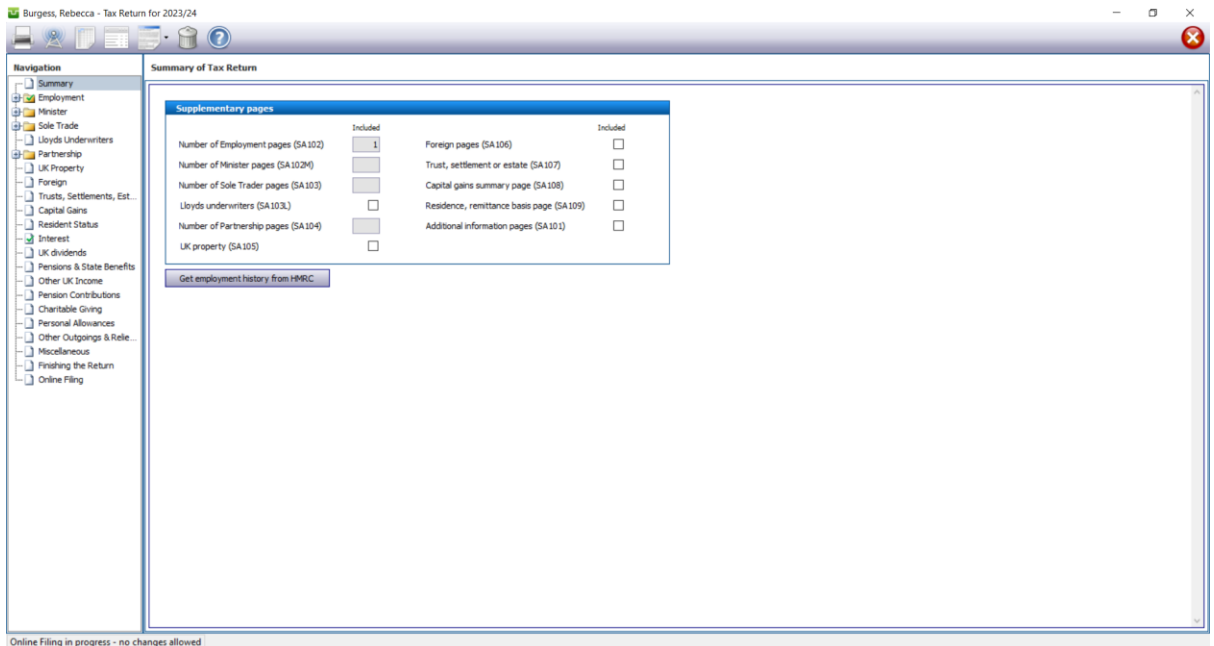 Burgess, Rebecca - Tax Return for 2023/24
Navigation
Summary
Employment
Minister
Sole Trade
Lloyds Underwriters
Partnership
UK Property
Foreign
Trusts, Settlements, Est...
Capital Gains
Resident Status
Interest
UK dividends
Pensions & State Benefits
Other UK Income
Pension Contributions
Charitable Giving
Personal Allowances
Other Outgoings & Relie...
Miscellaneous
Finishing the Return
Online Filing
Summary of Tax Return
Supplementary pages
Included Included
Number of Employment pages (SA102) 1 Foreign pages (SA106)
Number of Minister pages (SA102M) Trust, settlement or estate (SA107)
Number of Sole Trader pages (SA103) Capital gains summary page (SA108)
Lloyds underwriters (SA103L) Residence, remittance basis page (SA109)
Number of Partnership pages (SA104) Additional information pages (SA101)
UK property (SA105)
Get employment history from HMRC
Online Filing in progress - no changes allowed